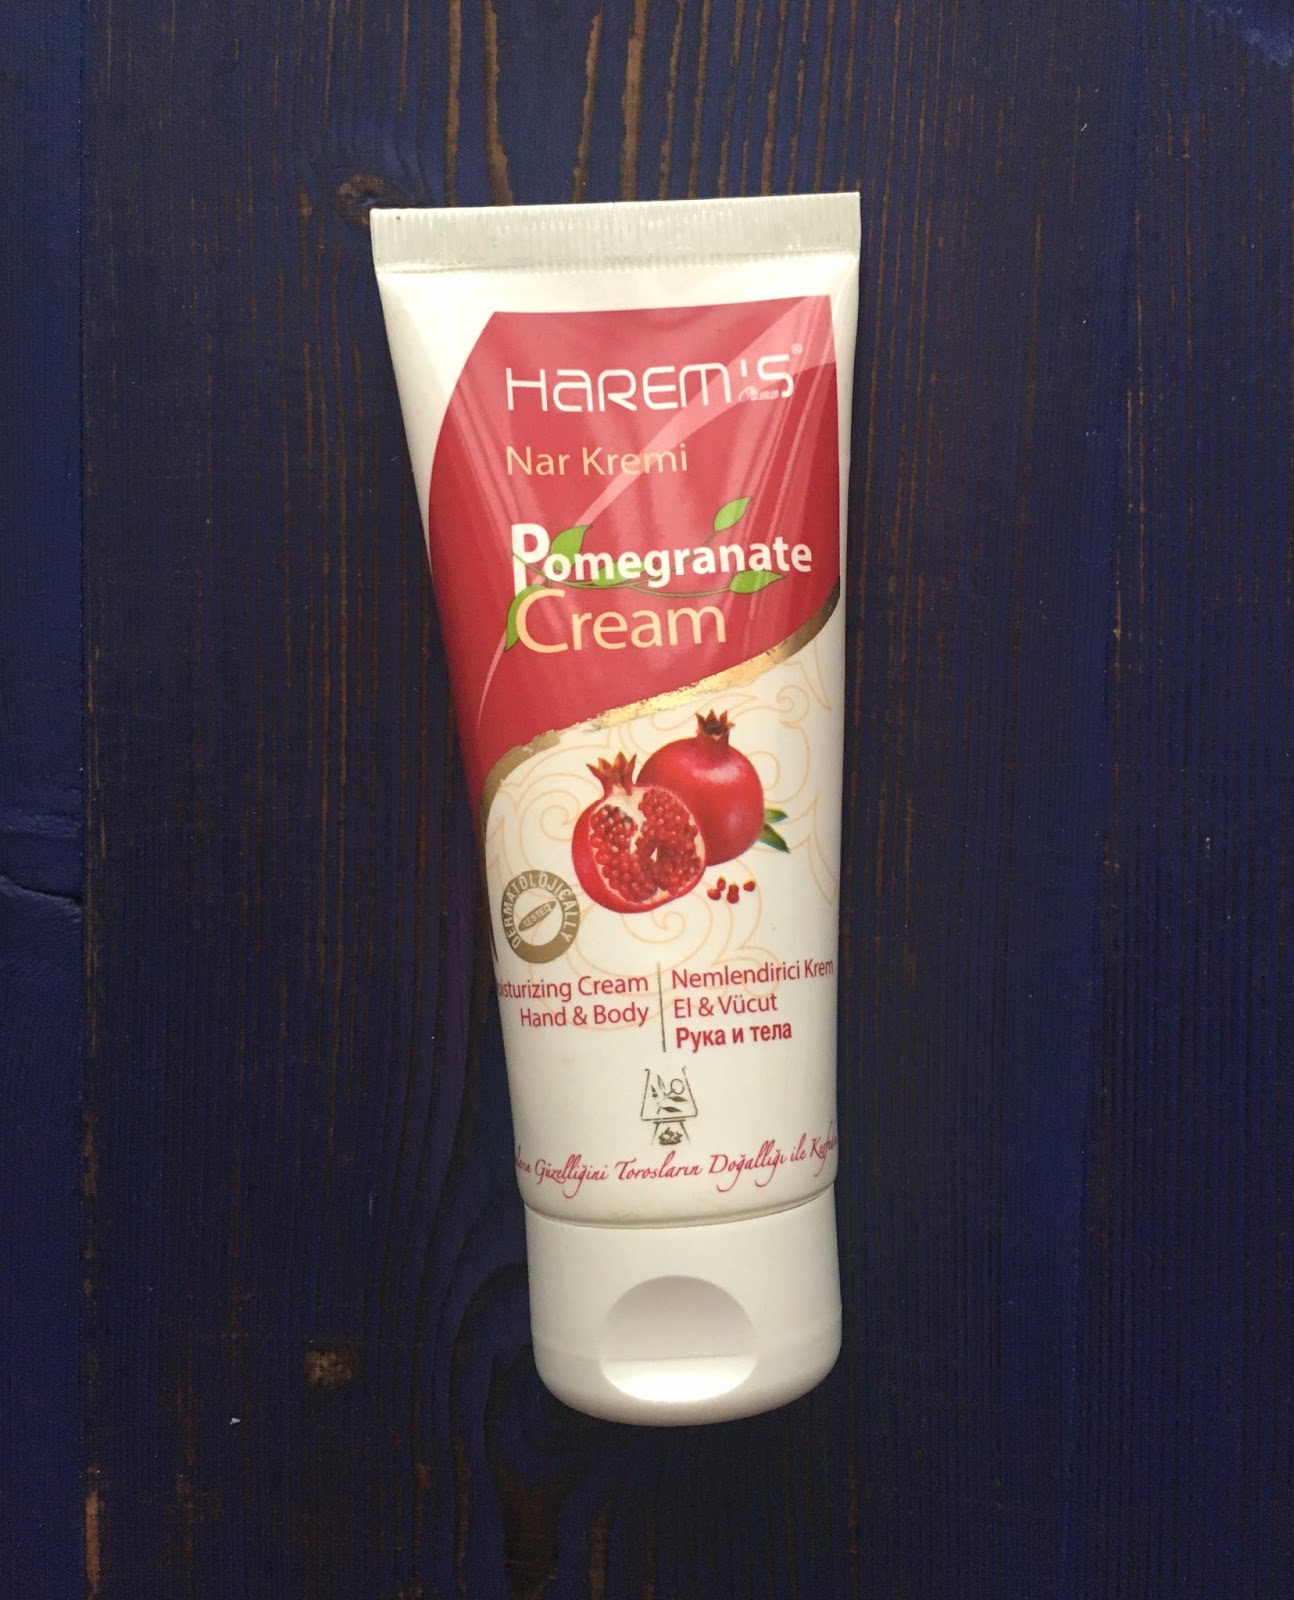 HAREM'S®
Nar Kremi
Pomegranate
Cream
DERMATOLOJICALLY
TESTED
Cream
Hand & Body
Nemlendirici Krem
El & Vücut
Рука и тела
Güzelliğini Torosların Doğallığı ile